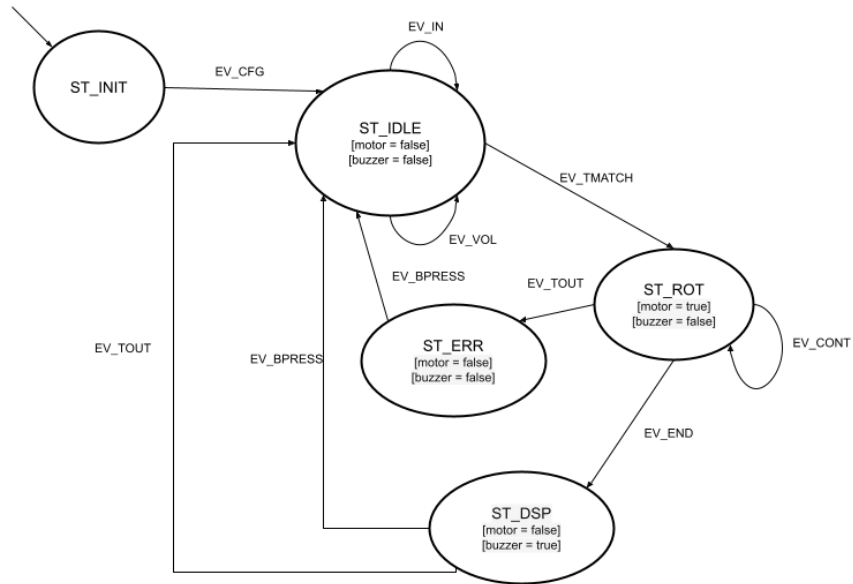 EV_IN
ST_INIT
EV_CFG
ST_IDLE
[motor = false]
[buzzer = false]
EV_TMATCH
EV_VOL
EV_BPRESS
EV_TOUT
ST_ROT
[motor = true]
[buzzer = false]
EV_CONT
ST_ERR
[motor = false]
[buzzer = false]
EV_TOUT
EV_BPRESS
EV_END
ST_DSP
[motor = false]
[buzzer = true]